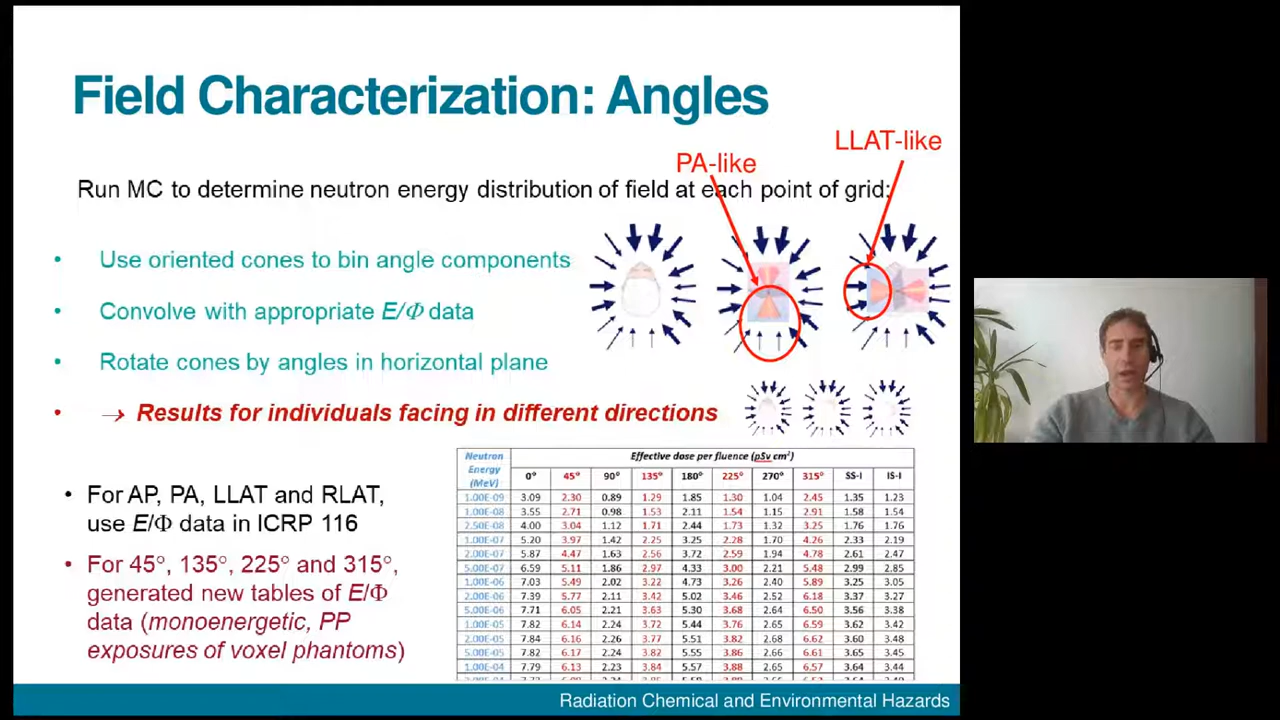 Field Characterization: Angles
LLAT-like
PA-like
Run MC to determine neutron energy distribution of field at each point of grid:
• Use oriented cones to bin angle components
• Convolve with appropriate E/Φ data
• Rotate cones by angles in horizontal plane
• → Results for individuals facing in different directions
• For AP, PA, LLAT and RLAT,
use E/Φ data in ICRP 116
• For 45°, 135°, 225° and 315°,
generated new tables of E/Φ
data (monoenergetic, PP
exposures of voxel phantoms)
Neutron Energy (MeV) Effective dose per fluence (pSv cm²)
0° 45° 90° 135° 180° 225° 270° 315° SS-I IS-I
1.00E-09 3.09 2.30 0.89 1.29 1.85 1.30 1.04 2.45 1.35 1.23
1.00E-08 3.55 2.71 0.98 1.53 2.11 1.54 1.15 2.91 1.58 1.54
2.50E-08 4.00 3.04 1.12 1.71 2.44 1.73 1.32 3.25 1.76 1.76
1.00E-07 5.20 3.97 1.42 2.25 3.25 2.28 1.70 4.26 2.33 2.19
2.00E-07 5.87 4.47 1.63 2.56 3.72 2.59 1.94 4.78 2.61 2.47
5.00E-07 6.59 5.11 1.86 2.97 4.33 3.00 2.21 5.48 2.99 2.85
1.00E-06 7.03 5.49 2.02 3.22 4.73 3.26 2.40 5.89 3.25 3.05
2.00E-06 7.39 5.77 2.11 3.42 5.02 3.46 2.52 6.18 3.37 3.27
5.00E-06 7.71 6.05 2.21 3.63 5.30 3.68 2.64 6.50 3.56 3.38
1.00E-05 7.82 6.14 2.24 3.72 5.44 3.76 2.65 6.59 3.62 3.42
2.00E-05 7.84 6.16 2.26 3.77 5.51 3.82 2.68 6.62 3.60 3.48
5.00E-05 7.82 6.17 2.24 3.82 5.55 3.86 2.66 6.61 3.65 3.45
1.00E-04 7.79 6.13 2.23 3.84 5.57 3.88 2.65 6.57 3.64 3.44
Radiation Chemical and Environmental Hazards